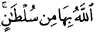 ٱللَّهُ بِهَا مِن سُلْطَٰنٍ ۚ